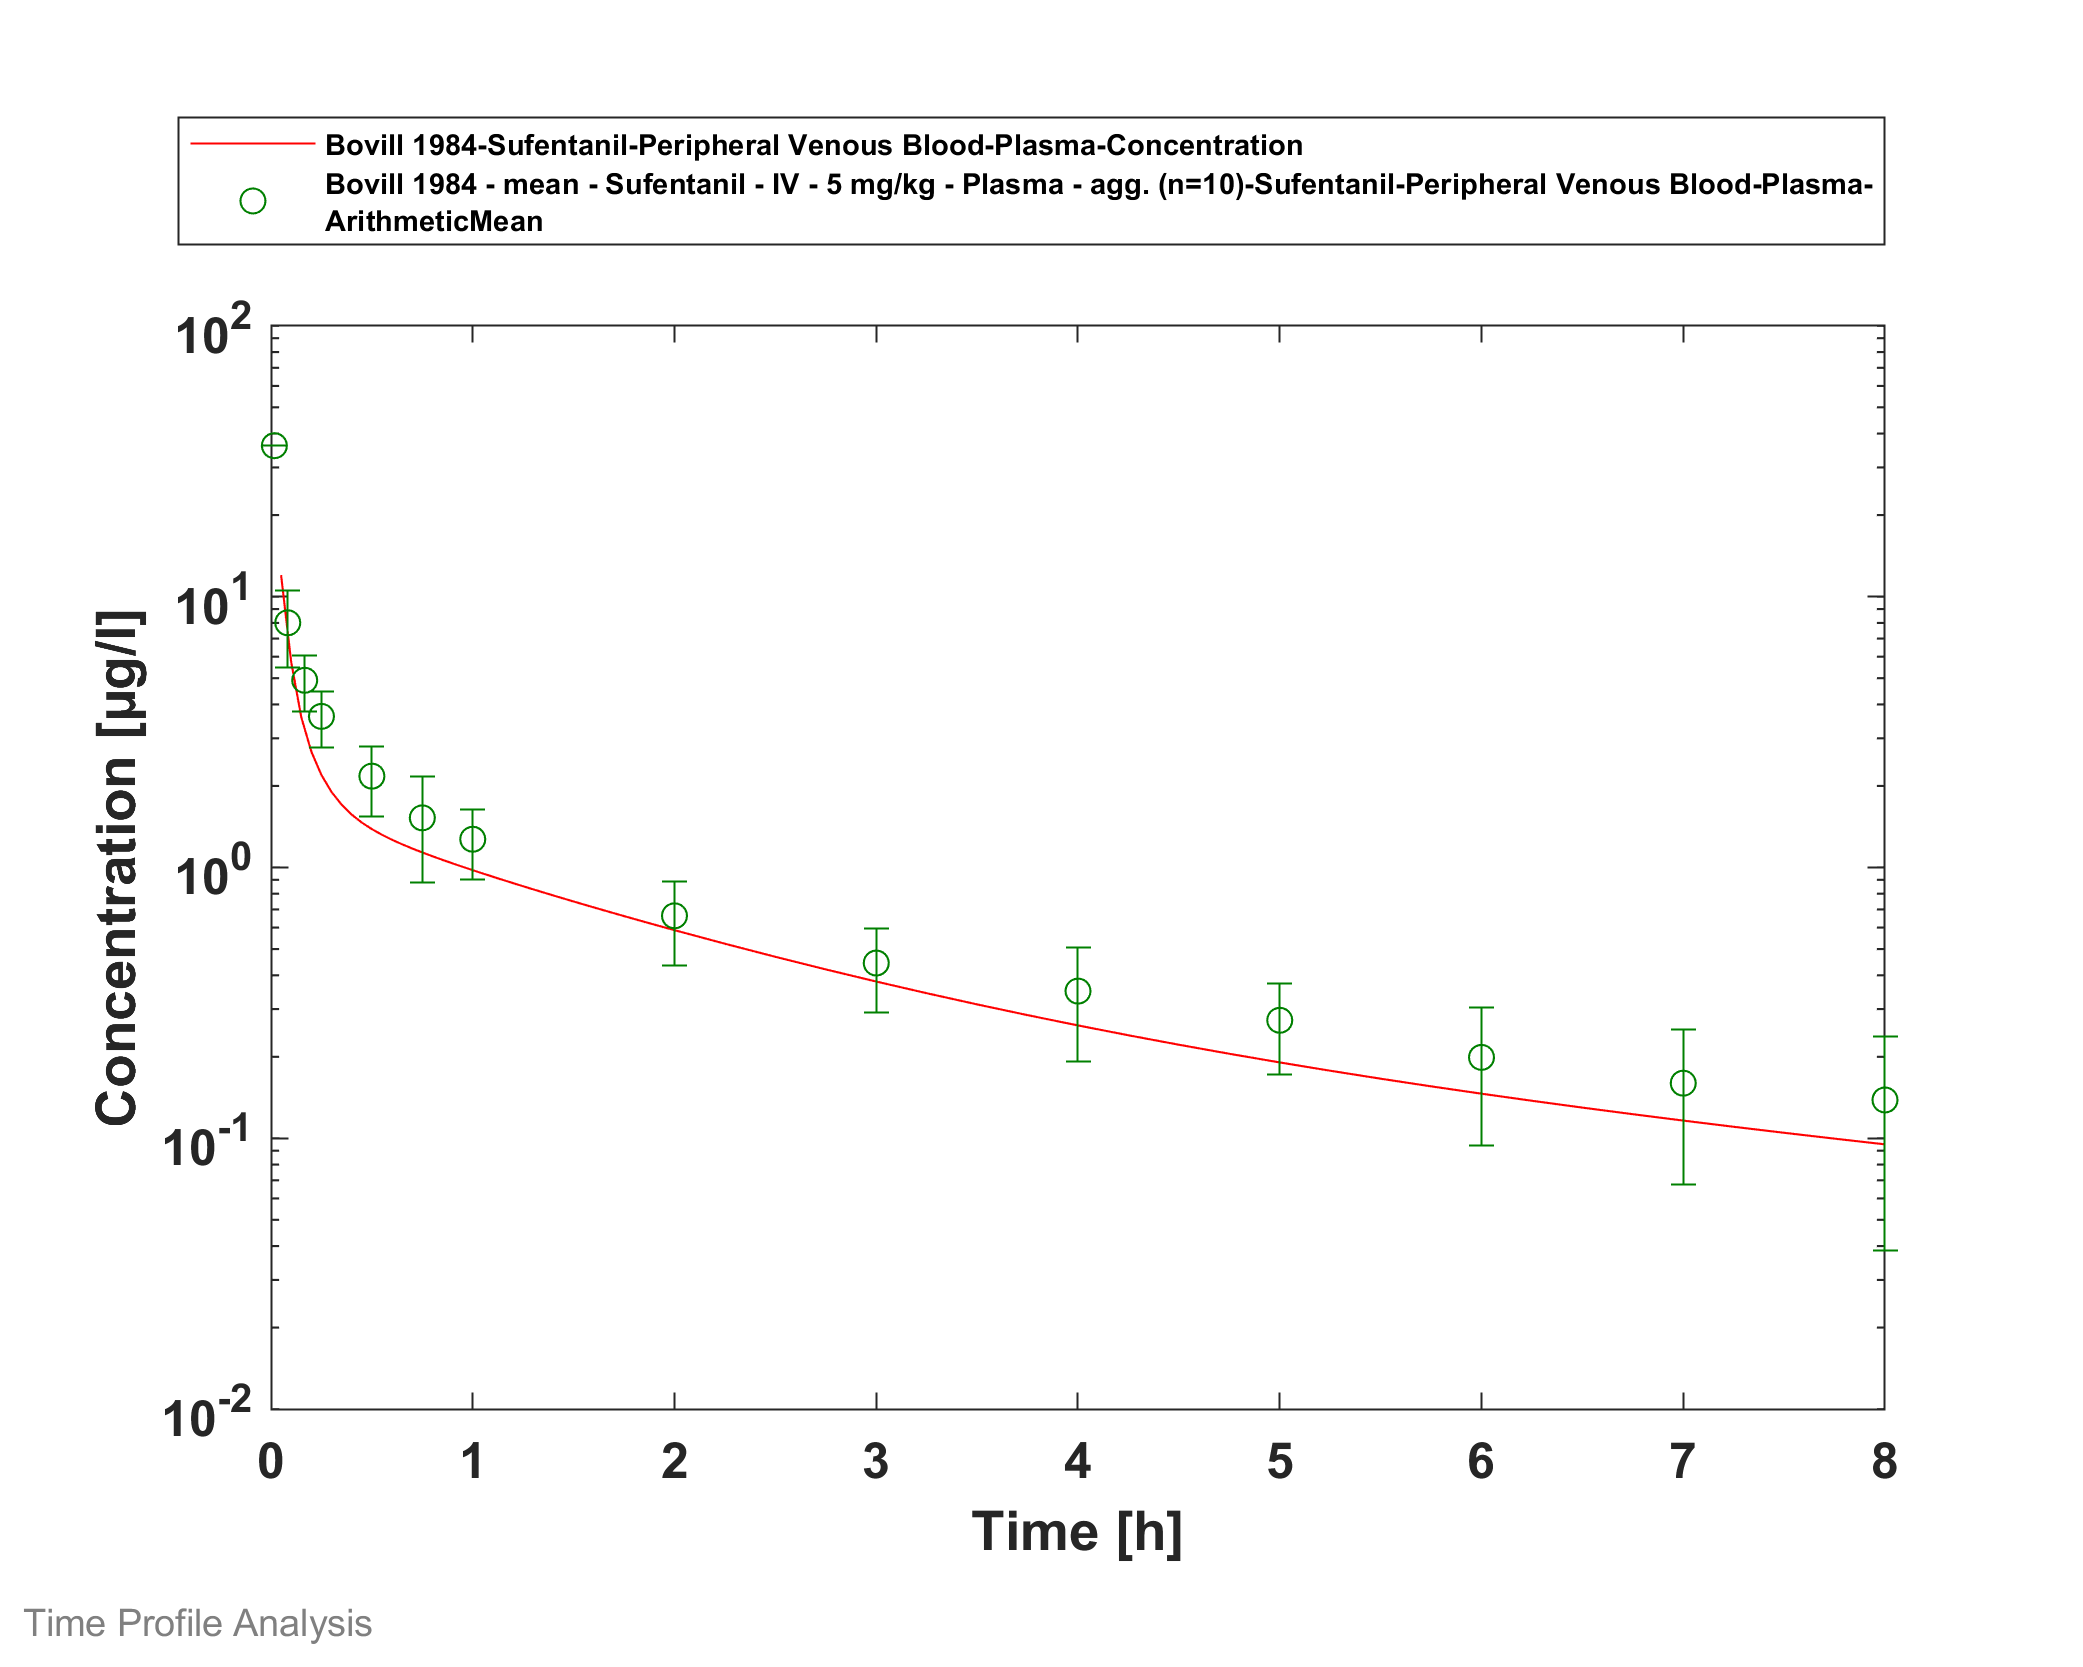 Bovill 1984-Sufentanil-Peripheral Venous Blood-Plasma-Concentration
Bovill 1984 - mean - Sufentanil - IV - 5 mg/kg - Plasma - agg. (n=10)-Sufentanil-Peripheral Venous Blood-Plasma-
ArithmeticMean
10^2
10^1
10^0
10^-1
10^-2
Concentration [µg/l]
0 1 2 3 4 5 6 7 8
Time [h]
Time Profile Analysis